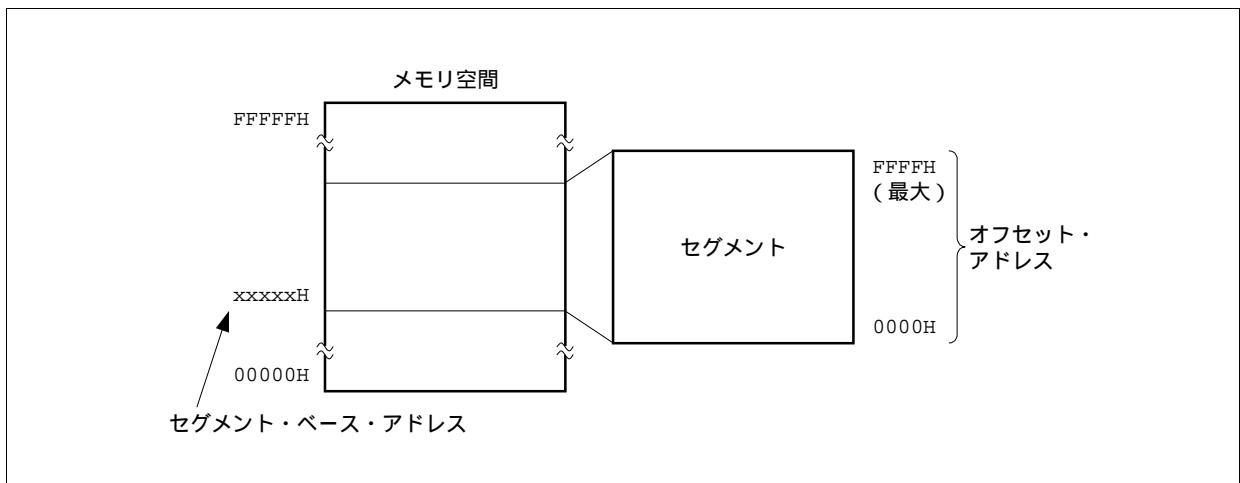 メモリ空間
FFFFFH
FFFFH
(最大)
セグメント
オフセット・
アドレス
xxxxxH
0000H
00000H
セグメント・ベース・アドレス